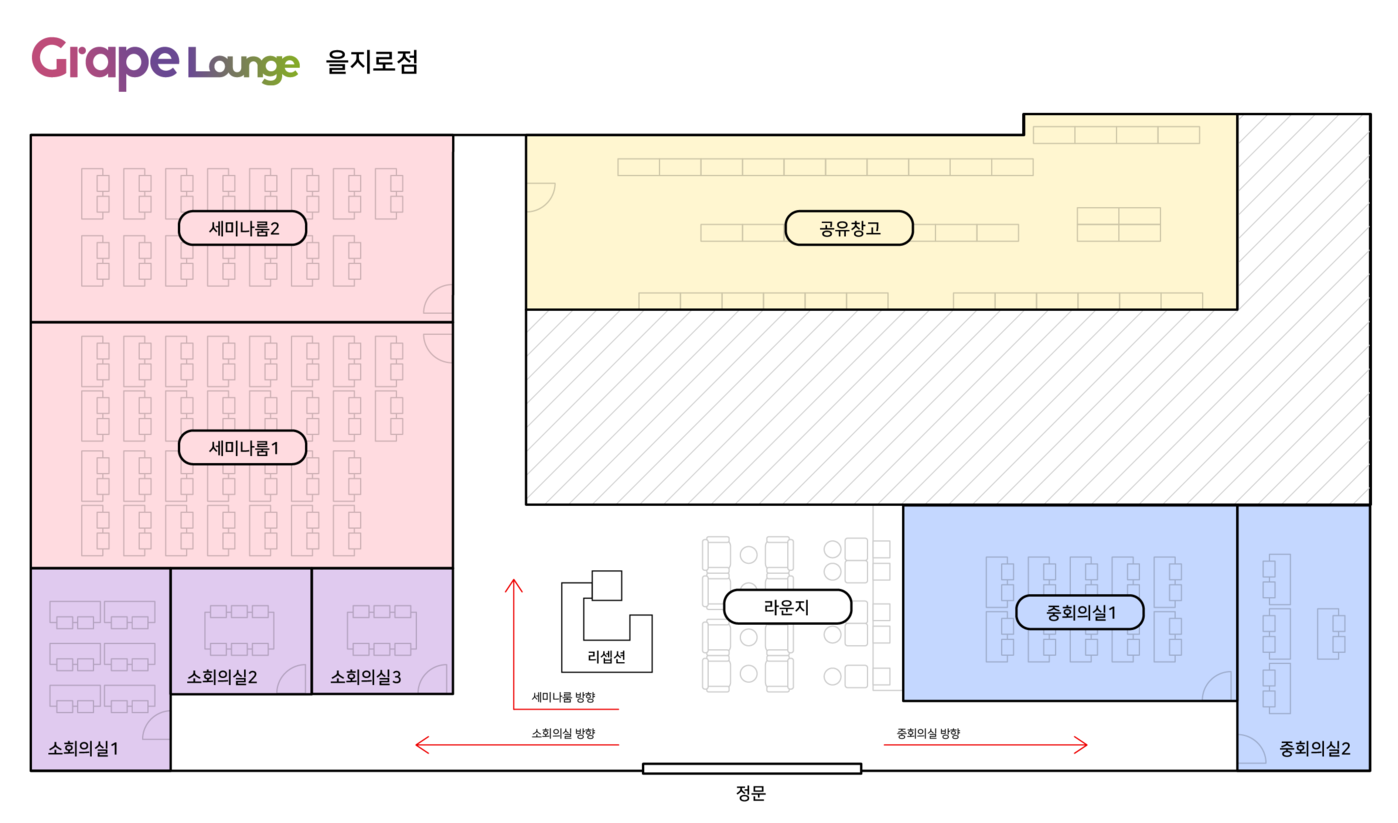 Grape Lounge 을지로점
세미나룸2
공유창고
세미나룸1
라운지
중회의실1
리셉션
소회의실2
소회의실3
세미나룸 방향
소회의실 방향
중회의실 방향
소회의실1
중회의실2
정문